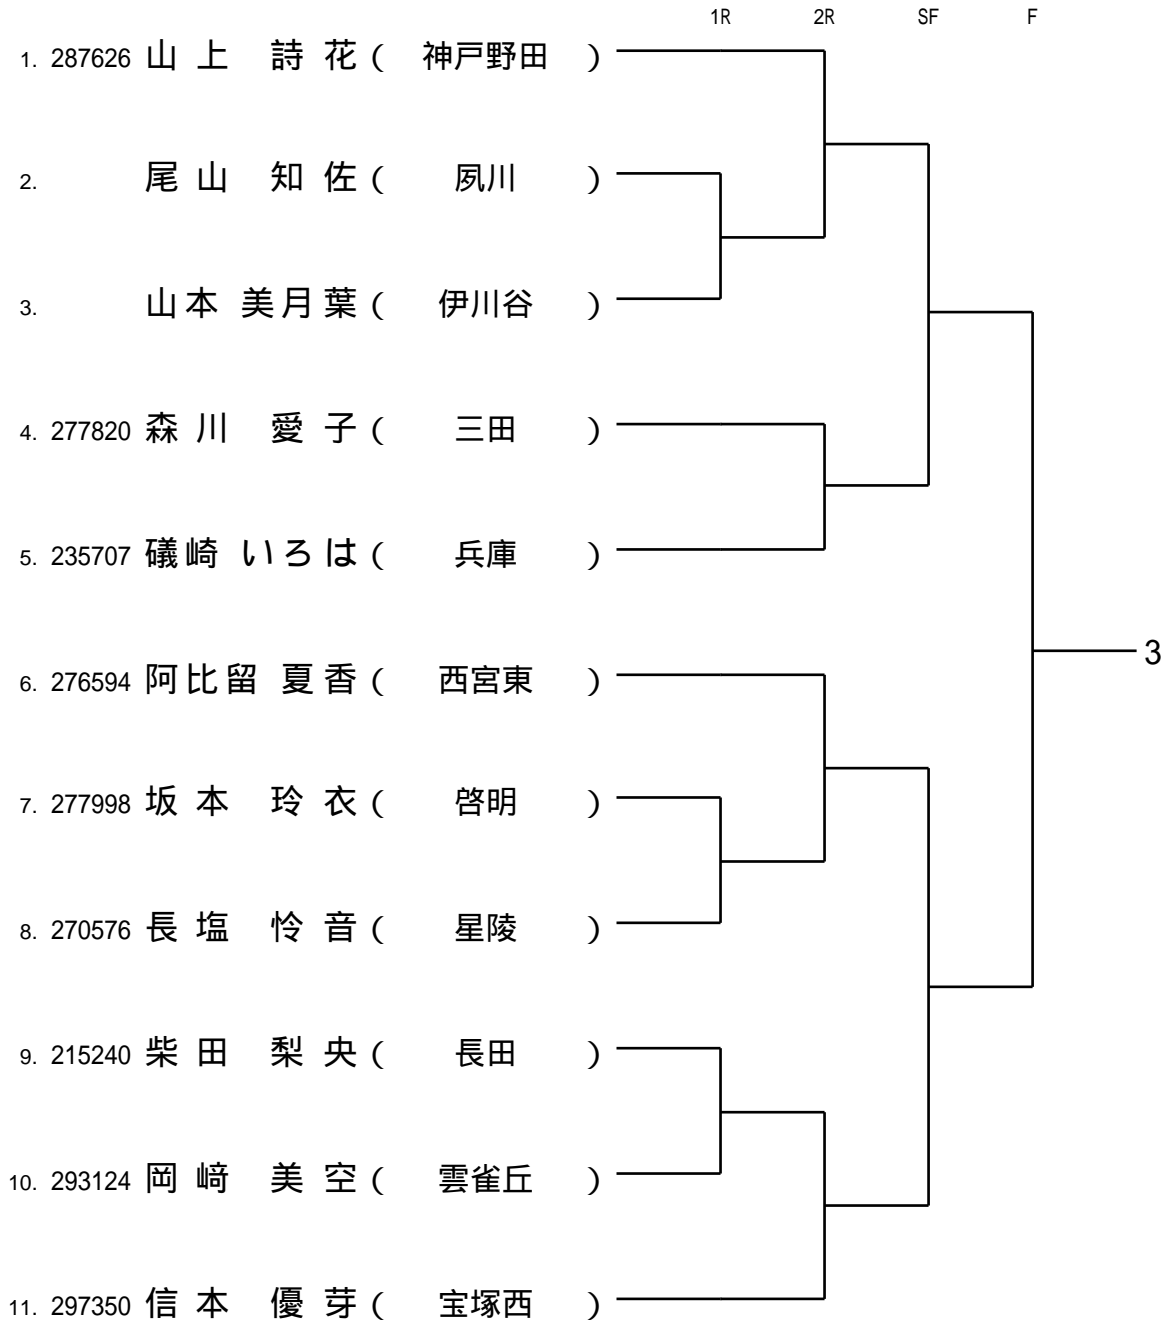 1R 2R SF F
1. 287626 山上 詩花 ( 神戸野田 )
2. 尾山 知佐 ( 夙川 )
3. 山本 美月葉 ( 伊川谷 )
4. 277820 森川 愛子 ( 三田 )
5. 235707 礒崎 いろは ( 兵庫 )
3
6. 276594 阿比留 夏香 ( 西宮東 )
7. 277998 坂本 玲衣 ( 啓明 )
8. 270576 長塩 怜音 ( 星陵 )
9. 215240 柴田 梨央 ( 長田 )
10. 293124 岡﨑 美空 ( 雲雀丘 )
11. 297350 信本 優芽 ( 宝塚西 )